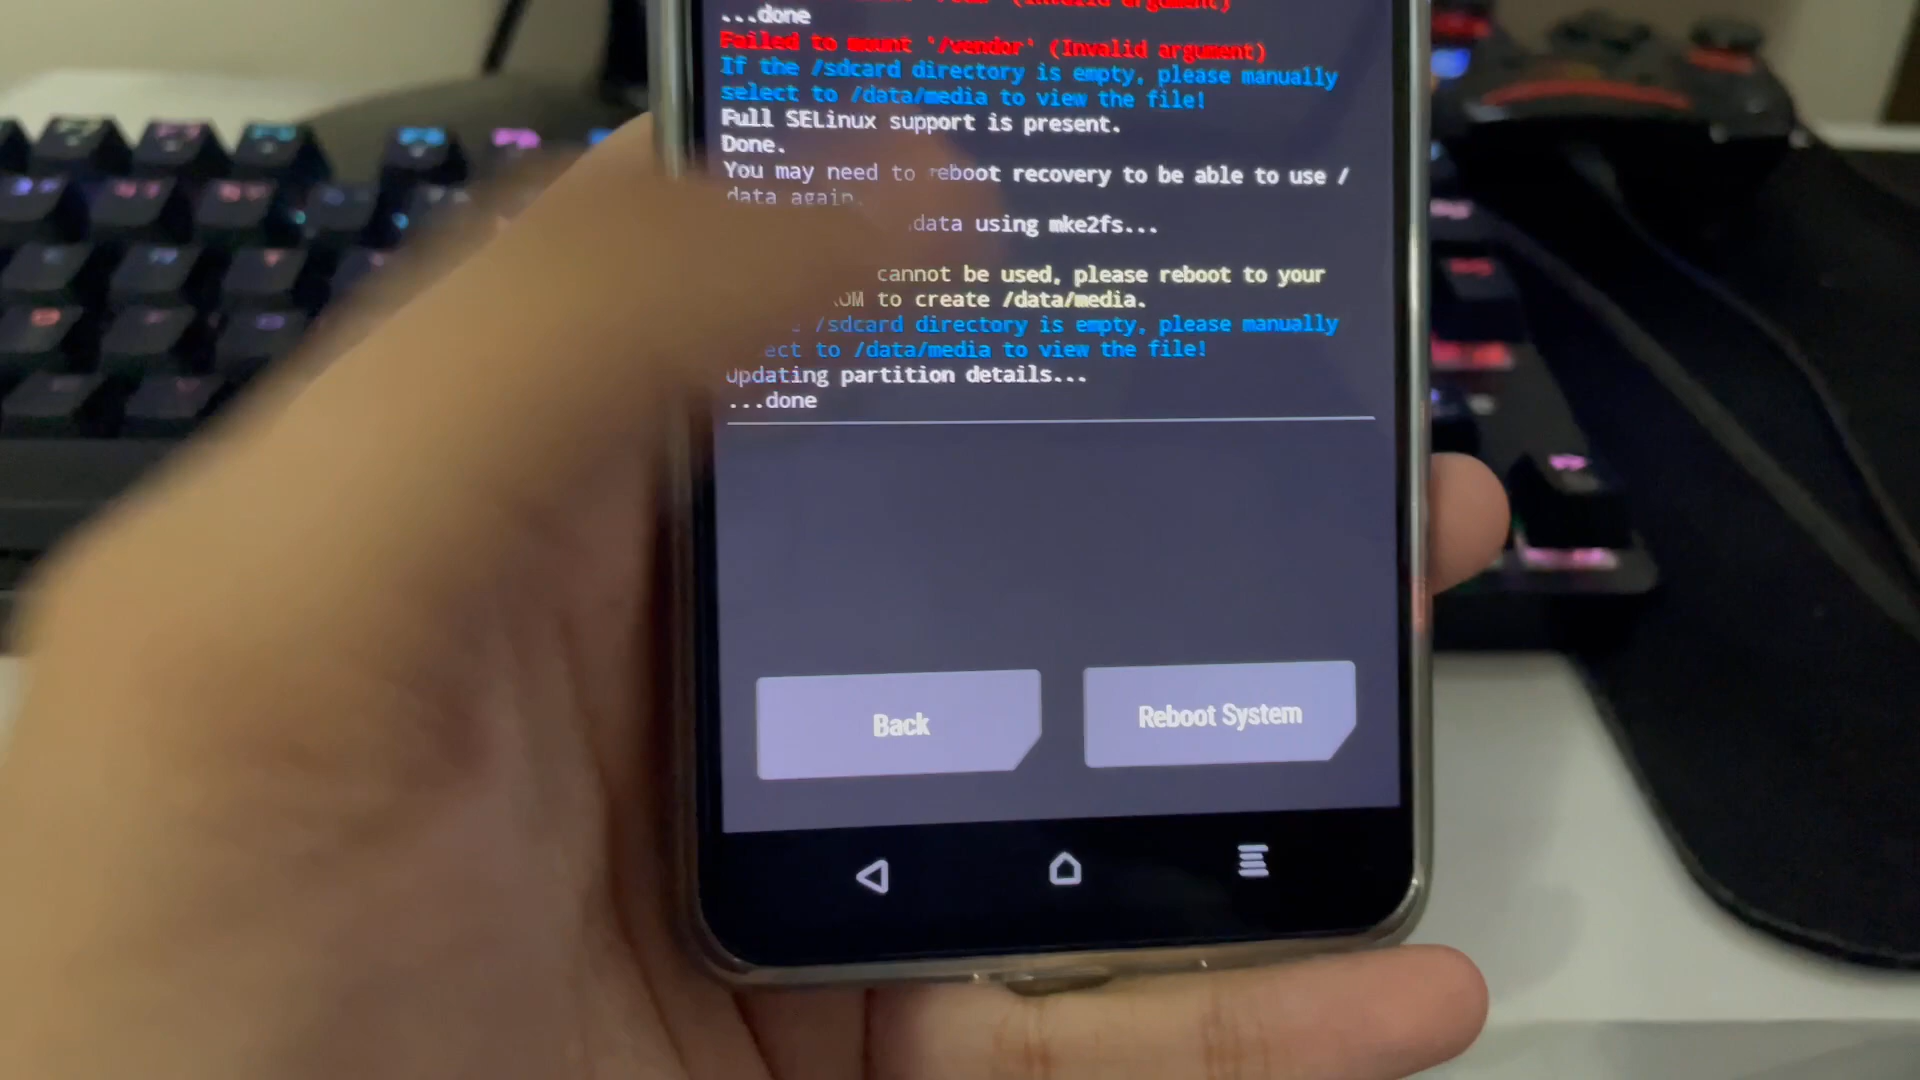 (Invalid argument)
...done
Failed to mount '/vendor' (Invalid argument)
If the /sdcard directory is empty, please manually
select to /data/media to view the file!
Full SELinux support is present.
Done.
You may need to reboot recovery to be able to use /
data again.
data using mke2fs...
cannot be used, please reboot to your
to create /data/media.
/sdcard directory is empty, please manually
to /data/media to view the file!
Updating partition details...
...done
Back
Reboot System